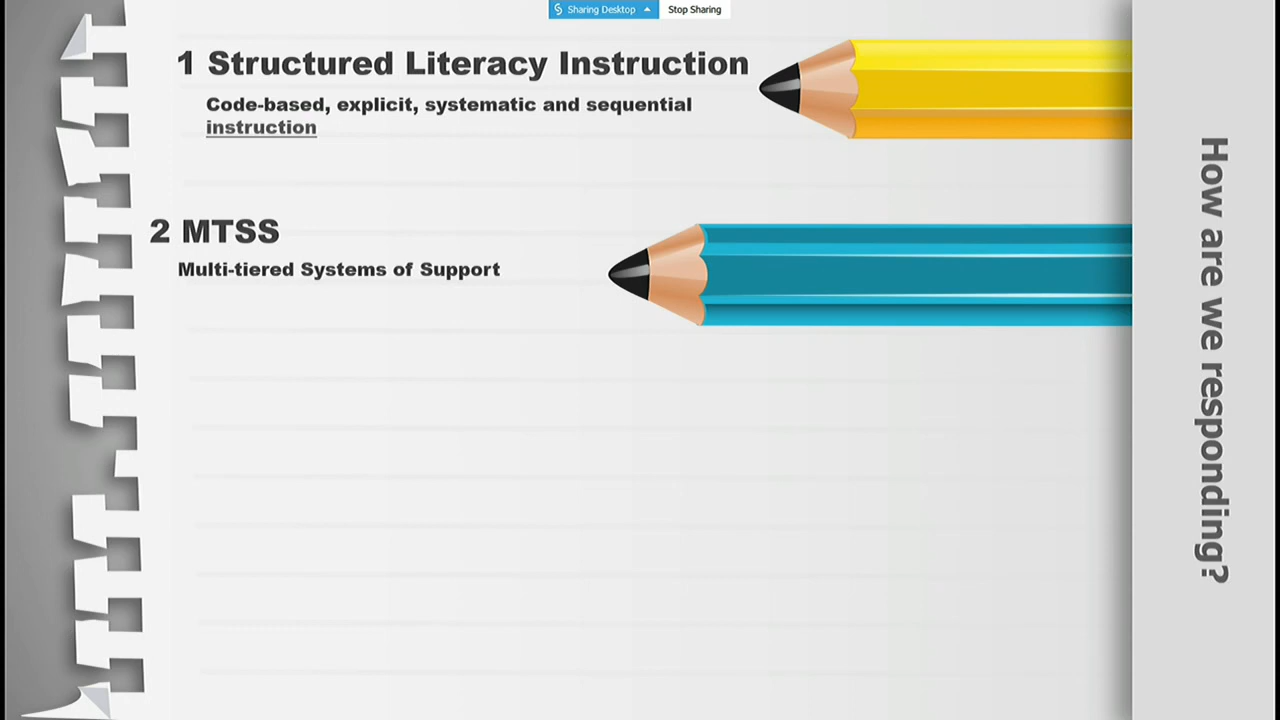 Sharing Desktop
Stop Sharing
1 Structured Literacy Instruction
Code-based, explicit, systematic and sequential
instruction
2 MTSS
Multi-tiered Systems of Support
How are we responding?